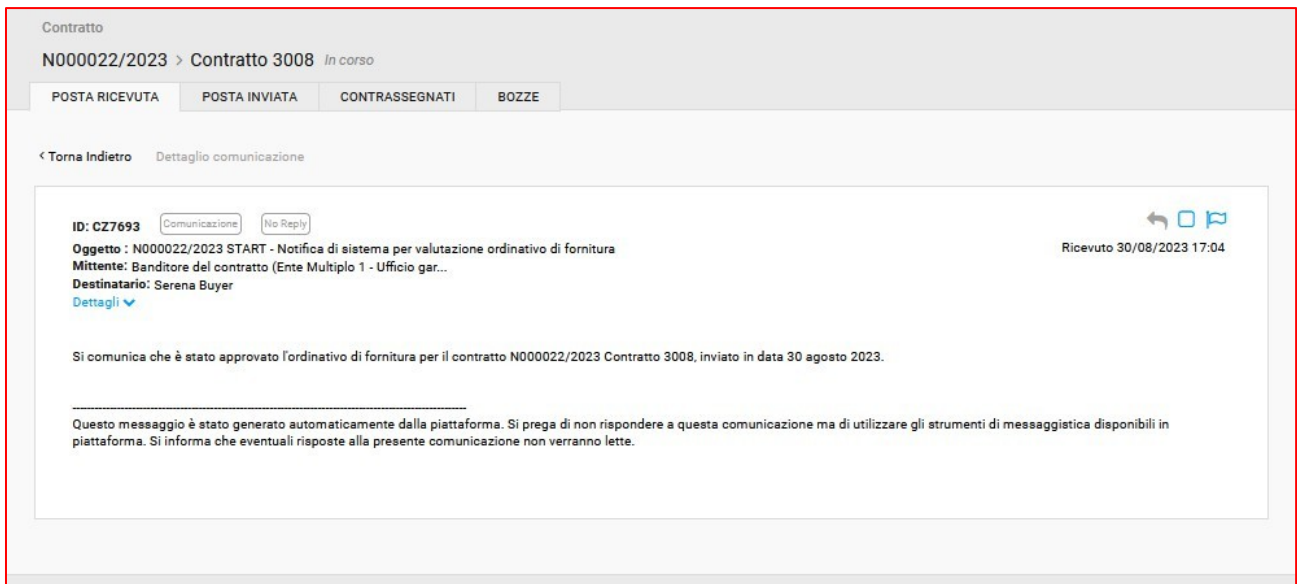 Contratto
N000022/2023 > Contratto 3008 In corso
POSTA RICEVUTA POSTA INVIATA CONTRASSEGNATI BOZZE
< Torna Indietro Dettaglio comunicazione
ID: CZ7693 Comunicazione No Reply
Oggetto : N000022/2023 START - Notifica di sistema per valutazione ordinativo di fornitura
Ricevuto 30/08/2023 17:04
Mittente: Banditore del contratto (Ente Multiplo 1 - Ufficio gar...
Destinatario: Serena Buyer
Dettagli
Si comunica che è stato approvato l'ordinativo di fornitura per il contratto N000022/2023 Contratto 3008, inviato in data 30 agosto 2023.
Questo messaggio è stato generato automaticamente dalla piattaforma. Si prega di non rispondere a questa comunicazione ma di utilizzare gli strumenti di messaggistica disponibili in
piattaforma. Si informa che eventuali risposte alla presente comunicazione non verranno lette.